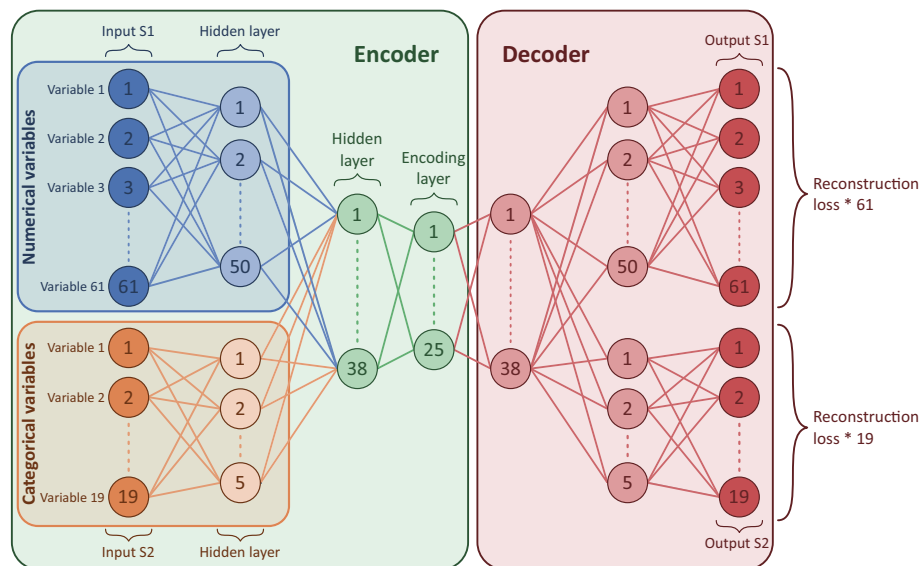 Input S1
Hidden layer
Encoder
Decoder
Output S1
Numerical variables
Variable 1
1
Variable 2
2
Variable 3
3
Variable 61
61
1
2
50
Hidden
layer
1
38
Encoding
layer
1
25
1
38
1
2
50
1
2
3
61
Reconstruction
loss * 61
Categorical variables
Variable 1
1
Variable 2
2
Variable 19
19
1
2
5
1
2
5
1
2
19
Reconstruction
loss * 19
Input S2
Hidden layer
Output S2